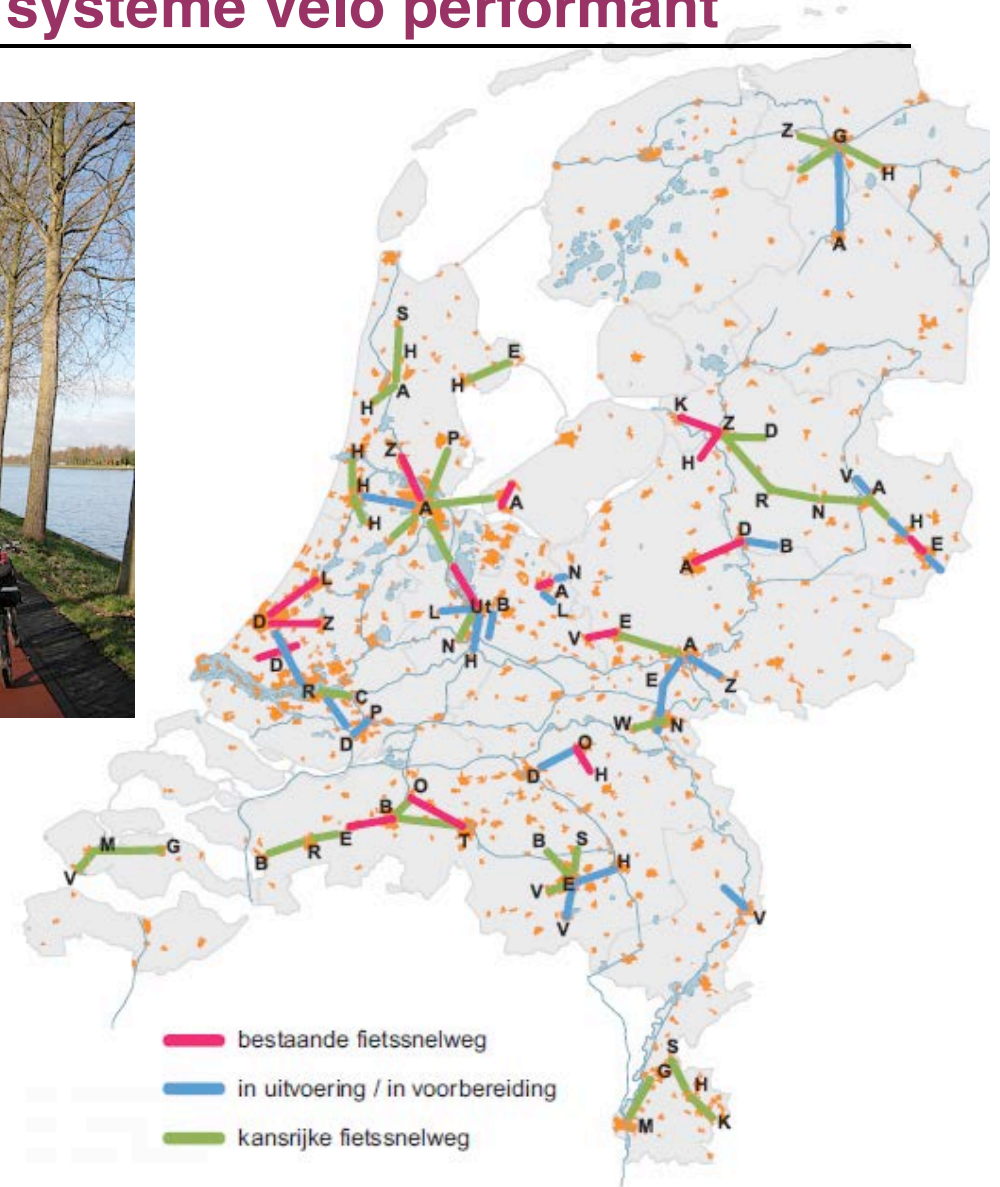 système vélo performant
Z G
H
A
S
H
A
H
E
H
K
Z D
H
R
N
V A
H
E
H Z P
H
H
A
A
D
B
A
L
D Z
D
R C
P
D
L Ut B
N
H
N
A
L
V E
A
E Z
W N
O
D H
O
B
E T
R
B
M G
V
B S
H
V E
V
V
bestaande fietssnelweg
in uitvoering / in voorbereiding
kansrijke fietssnelweg
S
G H
M K